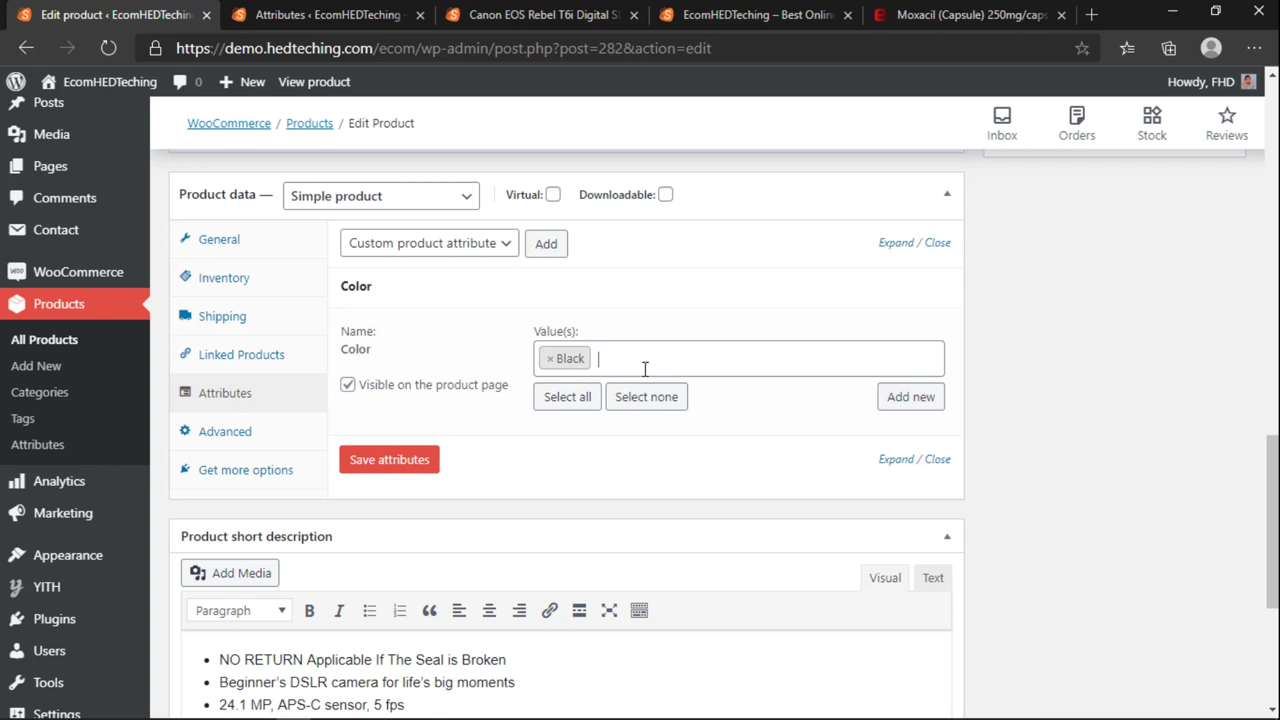 Edit product ‹ EcomHEDTeching
Attributes ‹ EcomHEDTeching -
Canon EOS Rebel T6i Digital S
EcomHEDTeching – Best Online
Moxacil (Capsule) 250mg/caps
https://demo.hedteching.com/ecom/wp-admin/post.php?post=282&action=edit
EcomHEDTeching
0
New
View product
Howdy, FHD
Posts
Media
Pages
Comments
Contact
WooCommerce
Products
All Products
Add New
Categories
Tags
Attributes
Analytics
Marketing
Appearance
YITH
Plugins
Users
Tools
Settings
WooCommerce / Products / Edit Product
Inbox
Orders
Stock
Reviews
Product data —
Simple product
Virtual:
Downloadable:
General
Inventory
Shipping
Linked Products
Attributes
Advanced
Get more options
Custom product attribute
Add
Expand / Close
Color
Name:
Color
Visible on the product page
Value(s):
× Black
Select all
Select none
Add new
Save attributes
Expand / Close
Product short description
Add Media
Visual
Text
Paragraph
B
I
NO RETURN Applicable If The Seal is Broken
Beginner’s DSLR camera for life’s big moments
24.1 MP, APS-C sensor, 5 fps